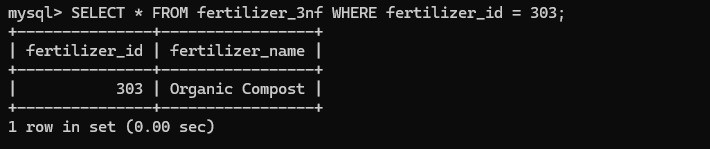 mysql> SELECT * FROM fertilizer_3nf WHERE fertilizer_id = 303;
+---------------+-----------------+
| fertilizer_id | fertilizer_name |
+---------------+-----------------+
|           303 | Organic Compost |
+---------------+-----------------+
1 row in set (0.00 sec)